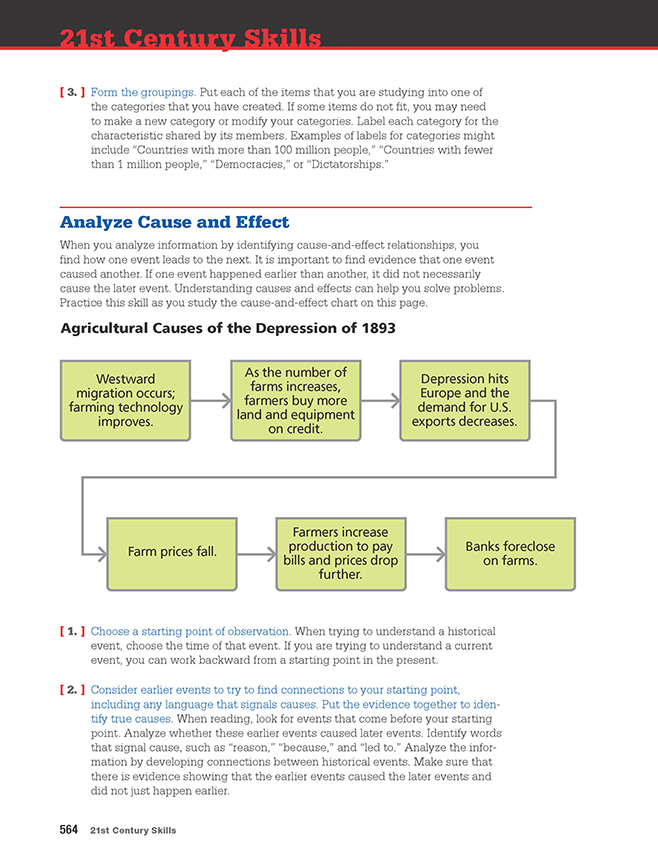 21st Century Skills
[ 3. ] Form the groupings. Put each of the items that you are studying into one of
the categories that you have created. If some items do not fit, you may need
to make a new category or modify your categories. Label each category for the
characteristic shared by its members. Examples of labels for categories might
include “Countries with more than 100 million people,” “Countries with fewer
than 1 million people,” “Democracies,” or “Dictatorships.”
Analyze Cause and Effect
When you analyze information by identifying cause-and-effect relationships, you
find how one event leads to the next. It is important to find evidence that one event
caused another. If one event happened earlier than another, it did not necessarily
cause the later event. Understanding causes and effects can help you solve problems.
Practice this skill as you study the cause-and-effect chart on this page.
Agricultural Causes of the Depression of 1893
Westward
migration occurs;
farming technology
improves.
As the number of
farms increases,
farmers buy more
land and equipment
on credit.
Depression hits
Europe and the
demand for U.S.
exports decreases.
Farm prices fall.
Farmers increase
production to pay
bills and prices drop
further.
Banks foreclose
on farms.
[ 1. ] Choose a starting point of observation. When trying to understand a historical
event, choose the time of that event. If you are trying to understand a current
event, you can work backward from a starting point in the present.
[ 2. ] Consider earlier events to try to find connections to your starting point,
including any language that signals causes. Put the evidence together to iden-
tify true causes. When reading, look for events that come before your starting
point. Analyze whether these earlier events caused later events. Identify words
that signal cause, such as “reason,” “because,” and “led to.” Analyze the infor-
mation by developing connections between historical events. Make sure that
there is evidence showing that the earlier events caused the later events and
did not just happen earlier.
564 21st Century Skills